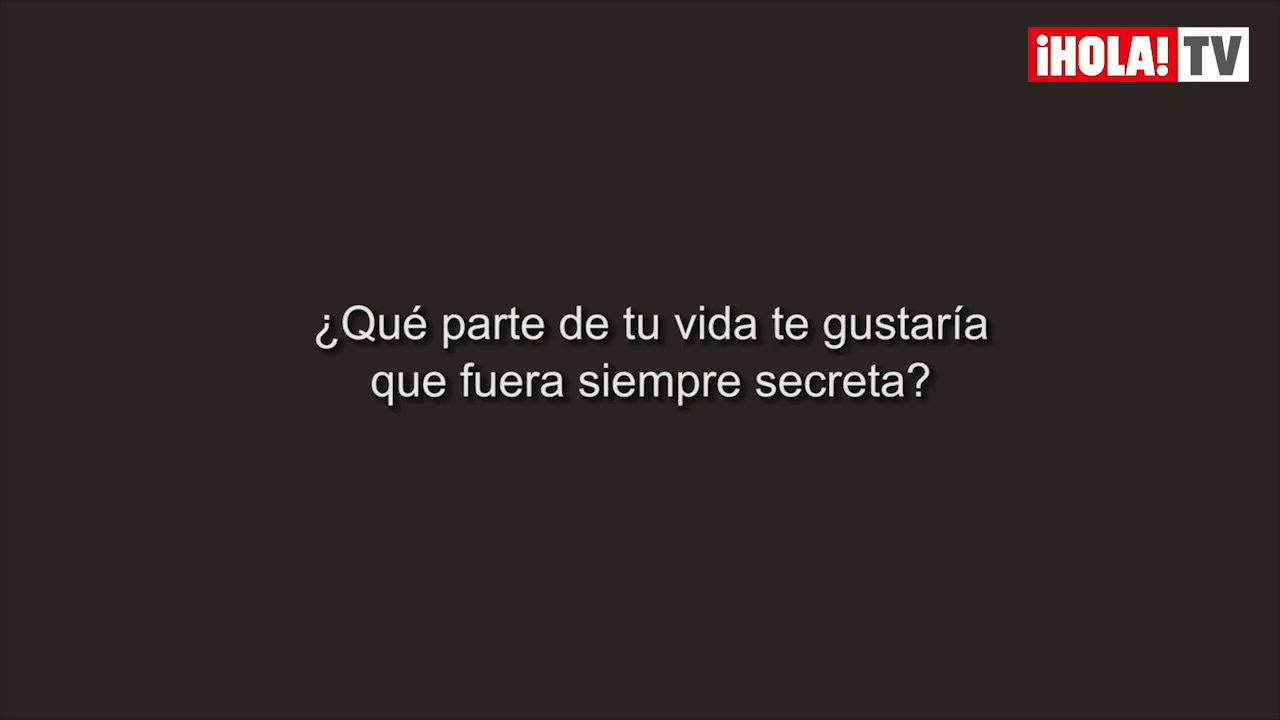 ¡HOLA! TV
¿Qué parte de tu vida te gustaría
que fuera siempre secreta?